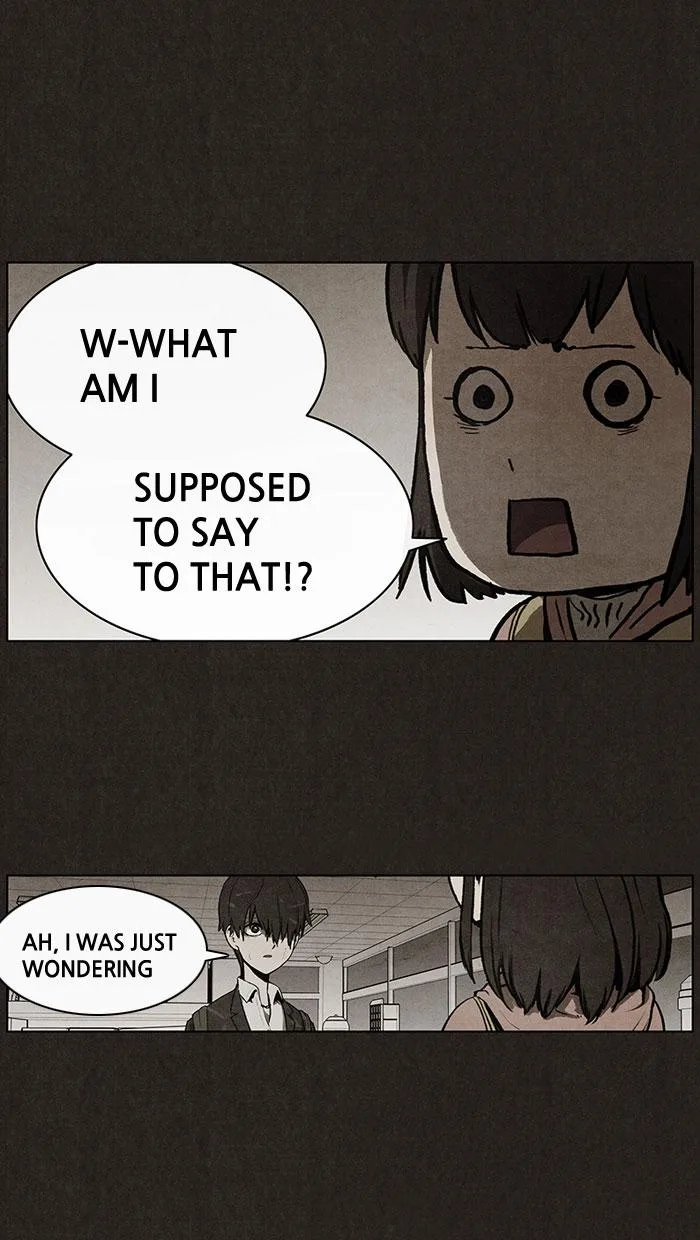 W-WHAT
AM I
SUPPOSED
TO SAY
TO THAT!?
AH, I WAS JUST
WONDERING